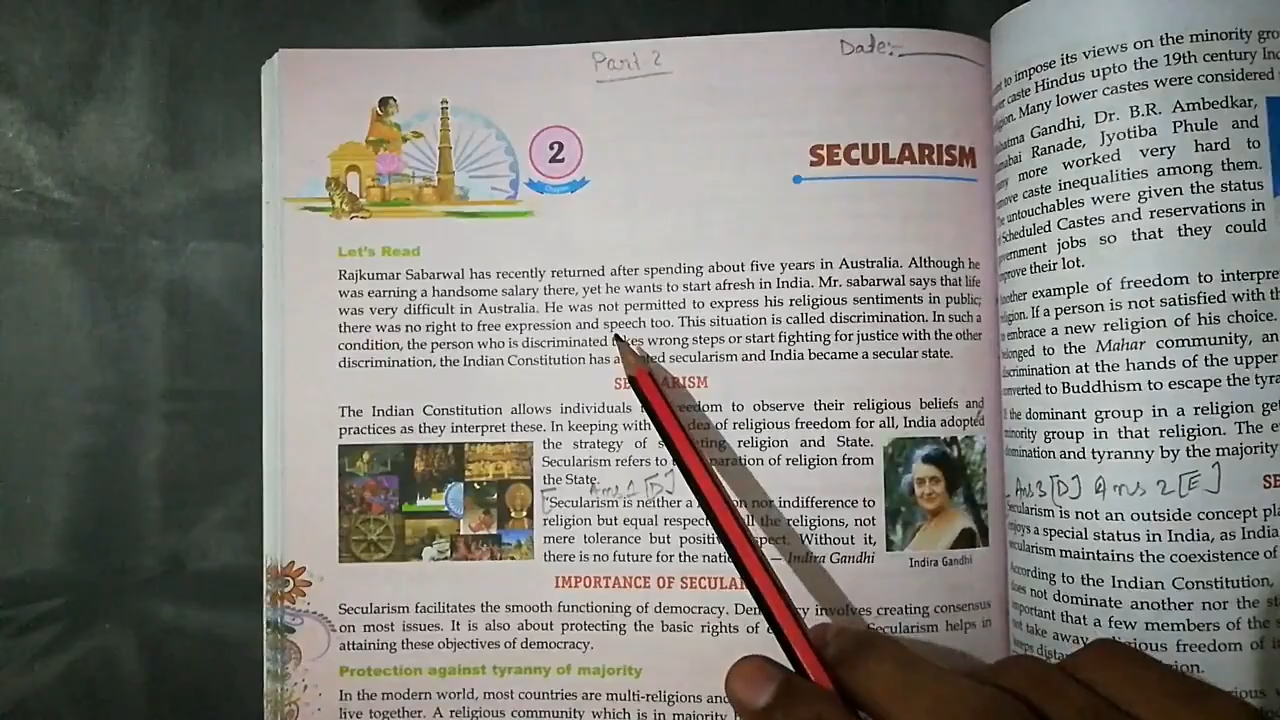 Part 2
Date:-
2
Chapter
SECULARISM
Let's Read
Rajkumar Sabarwal has recently returned after spending about five years in Australia. Although he
was earning a handsome salary there, yet he wants to start afresh in India. Mr. sabarwal says that life
was very difficult in Australia. He was not permitted to express his religious sentiments in public;
there was no right to free expression and speech too. This situation is called discrimination. In such a
condition, the person who is discriminated takes wrong steps or start fighting for justice with the other
discrimination, the Indian Constitution has secularism and India became a secular state.
SECULARISM
The Indian Constitution allows individuals freedom to observe their religious beliefs and
practices as they interpret these. In keeping with idea of religious freedom for all, India adopted
the strategy of religion and State.
Secularism refers to separation of religion from
the State.
Ans 1 [D]
"Secularism is neither a nor indifference to
religion but equal respect all the religions, not
mere tolerance but positive respect. Without it,
there is no future for the — Indira Gandhi
Indira Gandhi
IMPORTANCE OF SECULAR
Secularism facilitates the smooth functioning of democracy. Democracy involves creating consensus
on most issues. It is also about protecting the basic rights of Secularism helps in
attaining these objectives of democracy.
Protection against tyranny of majority
In the modern world, most countries are multi-religions and
live together. A religious community which is in majority
to impose its views on the minority
caste Hindus upto the 19th century
Many lower castes were considered
Gandhi, Dr. B.R. Ambedkar,
Ranade, Jyotiba Phule and
more worked very hard to
caste inequalities among them.
untouchables were given the status
Scheduled Castes and reservations in
jobs so that they could
their lot.
example of freedom to interpret
If a person is not satisfied with
embrace a new religion of his choice.
belonged to the Mahar community,
discrimination at the hands of the upper
converted to Buddhism to escape the
the dominant group in a religion
minority group in that religion. The
domination and tyranny by the majority
Ans 3 [D] Ans 2 [E]
SE
Secularism is not an outside concept
enjoys a special status in India, as
secularism maintains the coexistence of
According to the Indian Constitution,
does not dominate another nor the
important that a few members of the
not take away religious freedom of
keeps